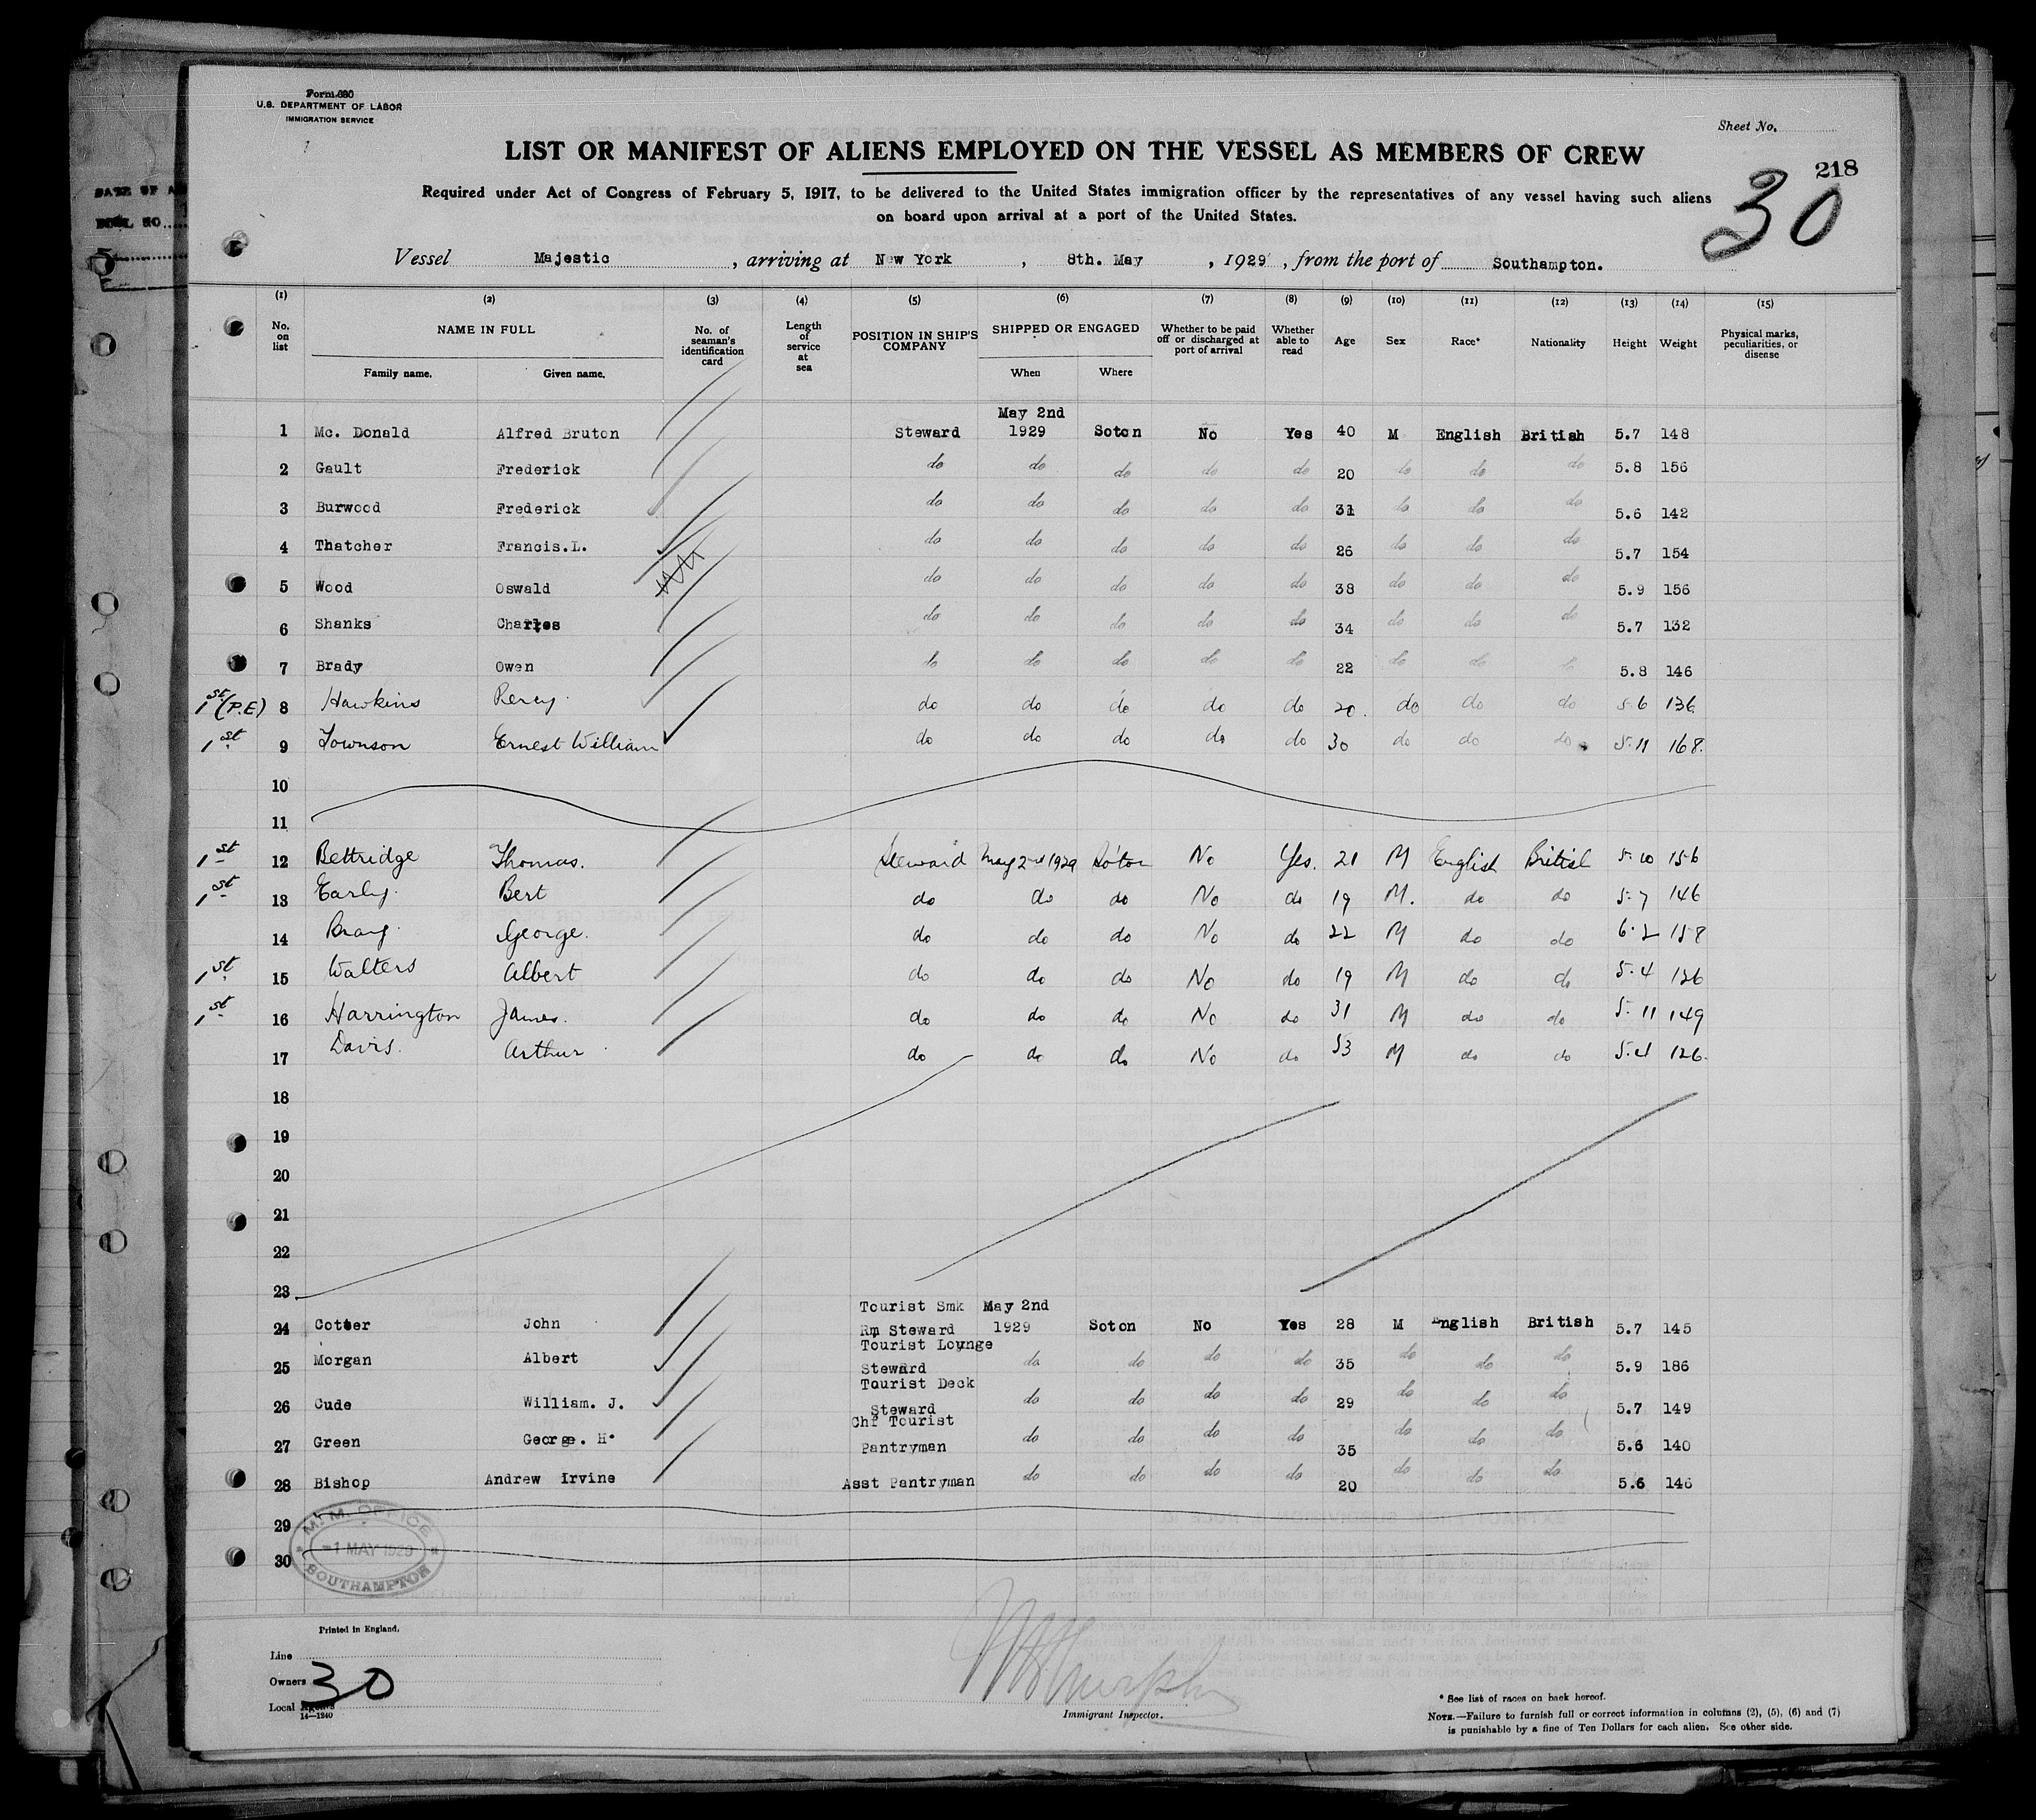 Form 680
U.S. DEPARTMENT OF LABOR
IMMIGRATION SERVICE
Sheet No.
LIST OR MANIFEST OF ALIENS EMPLOYED ON THE VESSEL AS MEMBERS OF CREW
218
30
Required under Act of Congress of February 5, 1917, to be delivered to the United States immigration officer by the representatives of any vessel having such aliens
on board upon arrival at a port of the United States.
Vessel Majestic, arriving at New York, 8th. May, 1929, from the port of Southampton.
(1) (2) (3) (4) (5) (6) (7) (8) (9) (10) (11) (12) (13) (14) (15)
No. on list NAME IN FULL Family name. Given name. No. of seaman's identification card Length of service at sea POSITION IN SHIP'S COMPANY SHIPPED OR ENGAGED When Where Whether to be paid off or discharged at port of arrival Whether able to read Age Sex Race* Nationality Height Weight Physical marks, peculiarities, or disease
1 Mc. Donald Alfred Bruton Steward May 2nd 1929 Soton No Yes 40 M English British 5.7 148
2 Gault Frederick do do do do do 20 do do do 5.8 156
3 Burwood Frederick do do do do do 31 do do do 5.6 142
4 Thatcher Francis.L. do do do do do 26 do do do 5.7 154
5 Wood Oswald do do do do do 38 do do do 5.9 156
6 Shanks Charles do do do do do 34 do do do 5.7 132
7 Brady Owen do do do do do 22 do do do 5.8 146
1st (P.E) 8 Hawkins Percy do do do do do 20. do do do 5.6 136
1st 9 Townson Ernest William do do do do do 30 do do do 5.11 168.
10
11
1st 12 Bettridge Thomas. Steward May 2nd 1929 So'ton No Yes. 21 M English British 5.10 156
1st 13 Early. Bert do do do No do 19 M. do do 5.7 146
14 Bray. George. do do do No do 22 M do do 6.2 158
1st 15 Walters Albert do do do No do 19 M do do 5.4 126
1st 16 Harrington James. do do do No do 31 M do do 5.11 149
17 Davis. Arthur do do do No do 53 M do do 5.4 126.
18
19
20
21
22
23
24 Cotter John Tourist Smk Rm Steward May 2nd 1929 Soton No Yes 28 M English British 5.7 145
25 Morgan Albert Tourist Lounge Steward do do do do 35 do do do 5.9 186
26 Cude William. J. Tourist Deck Steward do do do do 29 do do do 5.7 149
27 Green George. H. Chf Tourist Pantryman do do do do 35 do do do 5.6 140
28 Bishop Andrew Irvine Asst Pantryman do do do do 20 do do do 5.6 146
29
30
M. M. OFFICE
-1 MAY 1929
SOUTHAMPTON
Printed in England.
Line
Owners
30
Local Agents
14—1240
Immigrant Inspector.
* See list of races on back hereof.
NOTE.—Failure to furnish full or correct information in columns (2), (5), (6) and (7)
is punishable by a fine of Ten Dollars for each alien. See other side.